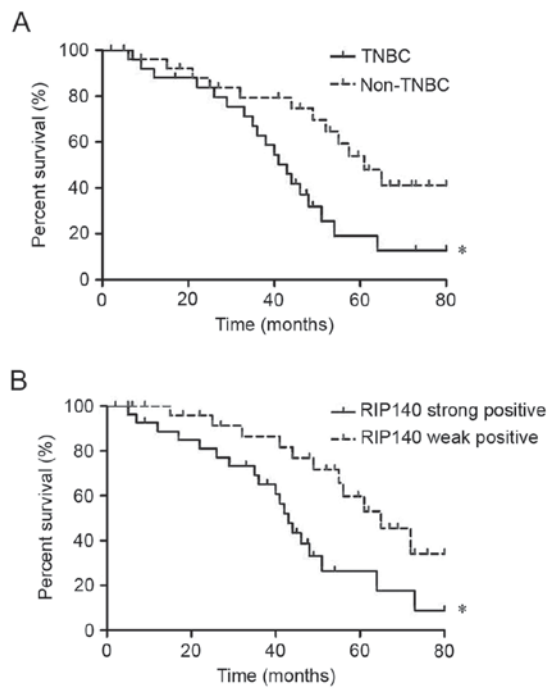 A
100
80
60
40
20
0
Percent survival (%)
TNBC
Non-TNBC
*
0 20 40 60 80
Time (months)
B
100
80
60
40
20
0
Percent survival (%)
RIP140 strong positive
RIP140 weak positive
*
0 20 40 60 80
Time (months)